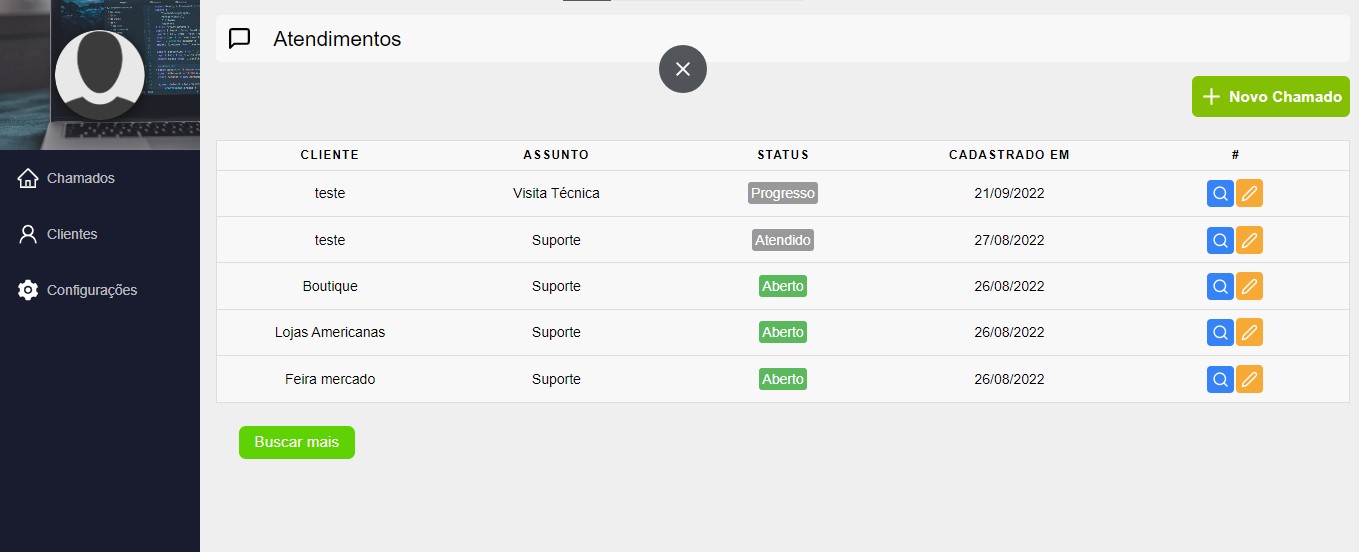 Atendimentos
Novo Chamado
Chamados
Clientes
Configurações
CLIENTE ASSUNTO STATUS CADASTRADO EM #
teste Visita Técnica Progresso 21/09/2022
teste Suporte Atendido 27/08/2022
Boutique Suporte Aberto 26/08/2022
Lojas Americanas Suporte Aberto 26/08/2022
Feira mercado Suporte Aberto 26/08/2022
Buscar mais